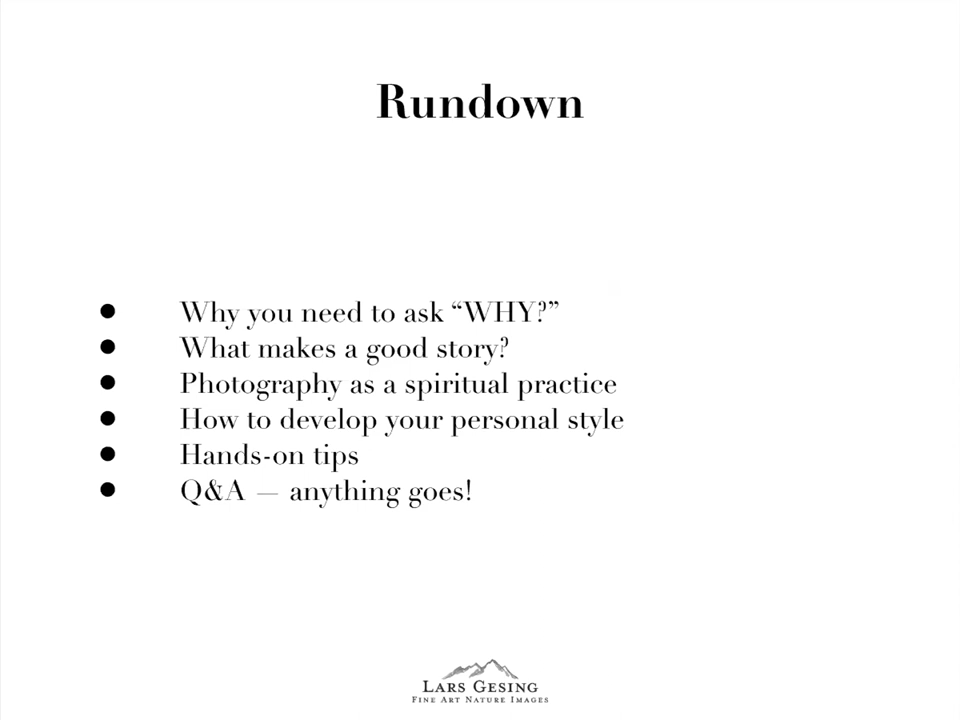 Rundown
● Why you need to ask “WHY?”
● What makes a good story?
● Photography as a spiritual practice
● How to develop your personal style
● Hands-on tips
● Q&A — anything goes!
LARS GESING
FINE ART NATURE IMAGES